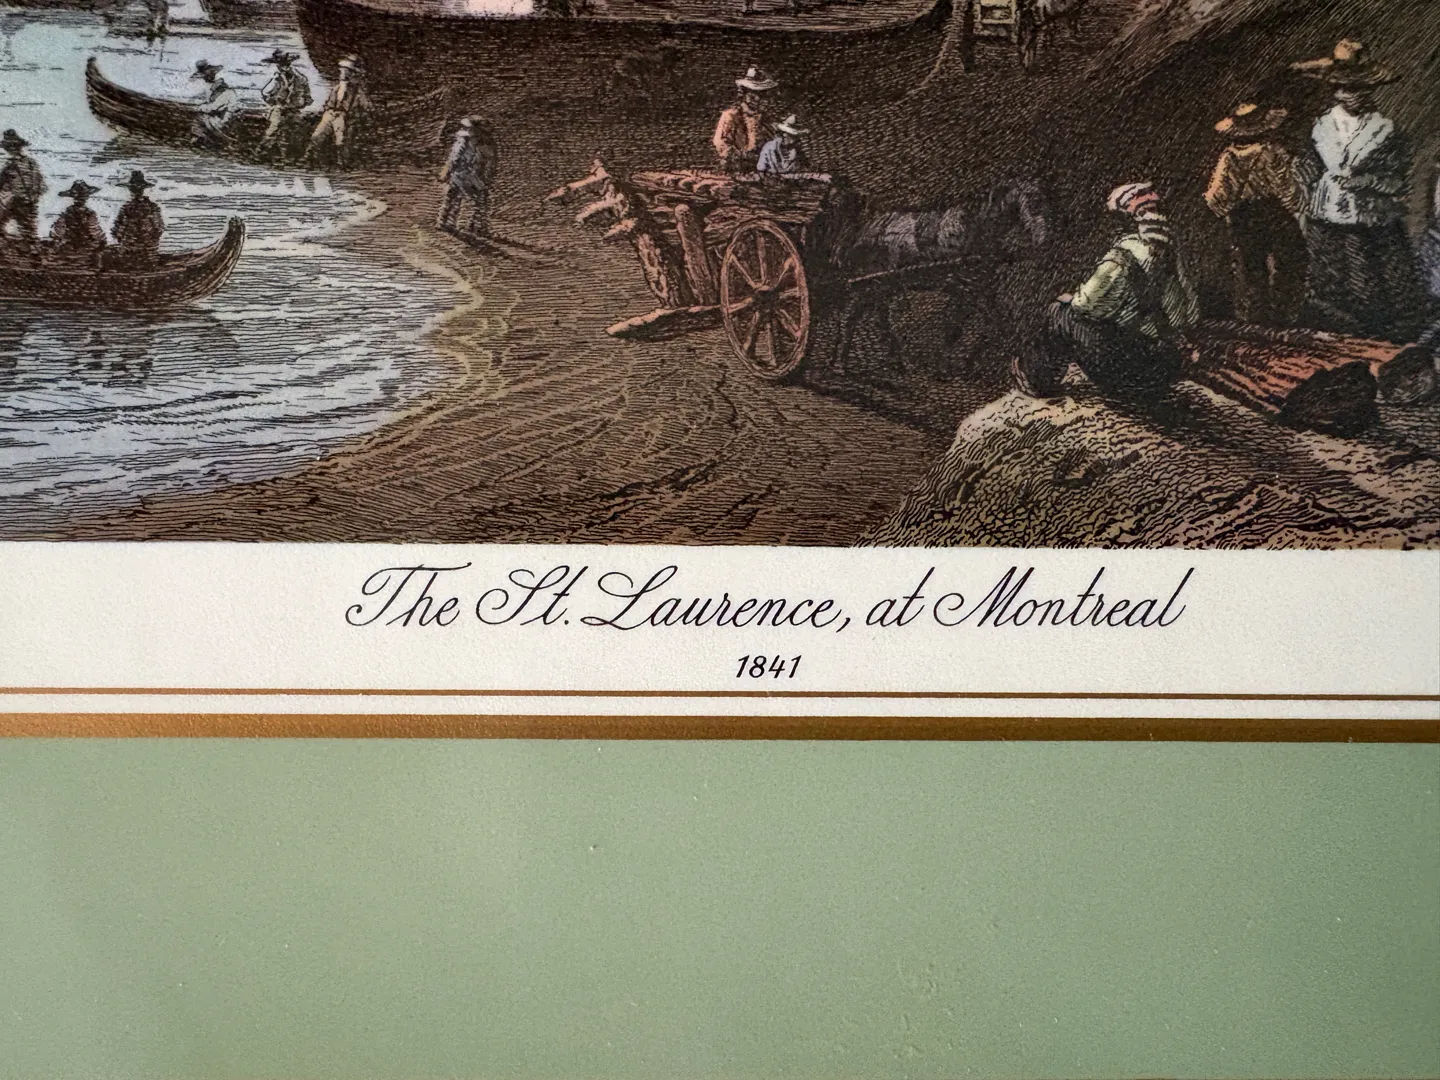 The St. Laurence, at Montreal
1841